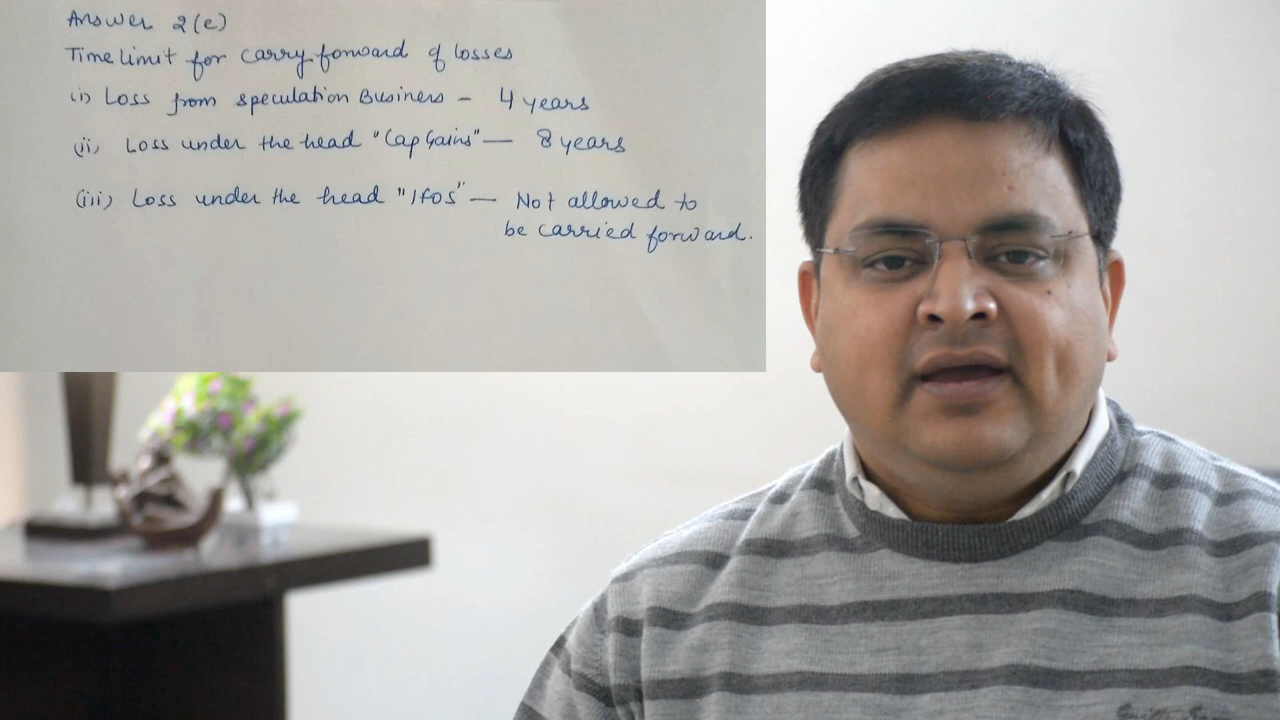 Answer 2(e)
Time limit for carry forward of losses
(i) Loss from speculation Business - 4 years
(ii) Loss under the head "Cap Gains" — 8 years
(iii) Loss under the head "IFOS" — Not allowed to
be carried forward.